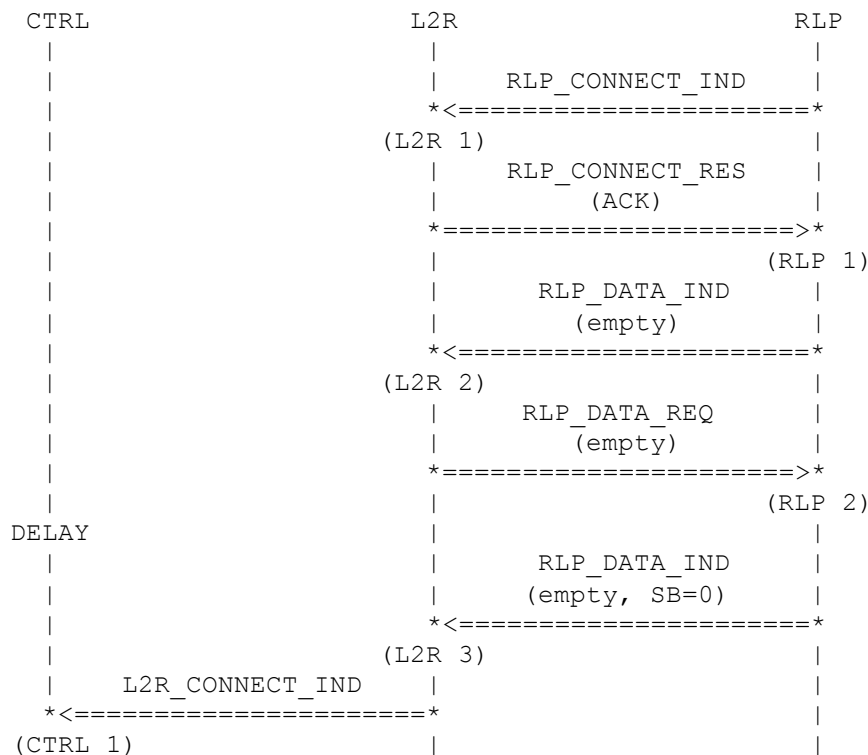 CTRL L2R RLP
RLP_CONNECT_IND
(L2R 1)
RLP_CONNECT_RES
(ACK)
(RLP 1)
RLP_DATA_IND
(empty)
(L2R 2)
RLP_DATA_REQ
(empty)
(RLP 2)
DELAY
RLP_DATA_IND
(empty, SB=0)
(L2R 3)
L2R_CONNECT_IND
(CTRL 1)